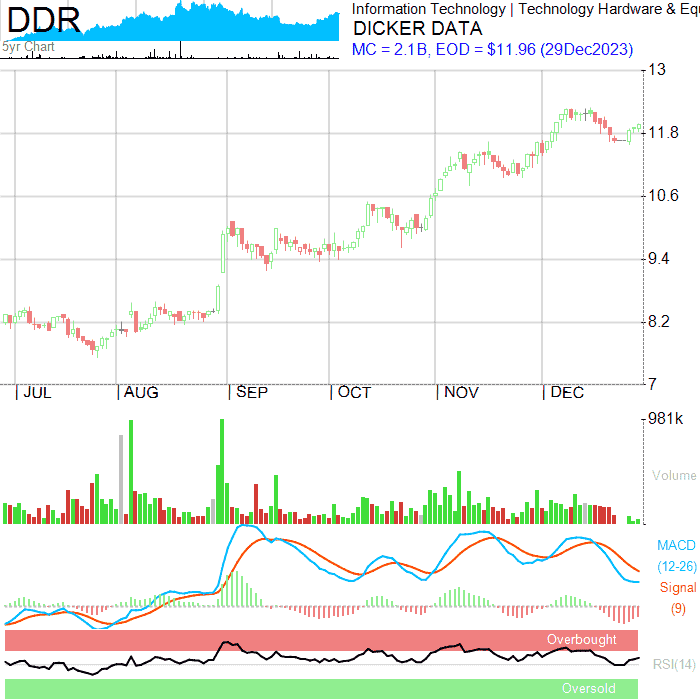 DDR
5yr Chart
Information Technology | Technology Hardware & Equ
DICKER DATA
MC = 2.1B, EOD = $11.96 (29Dec2023)
13
11.8
10.6
9.4
8.2
7
JUL AUG SEP OCT NOV DEC
981k
Volume
MACD
(12-26)
Signal
(9)
Overbought
RSI(14)
Oversold